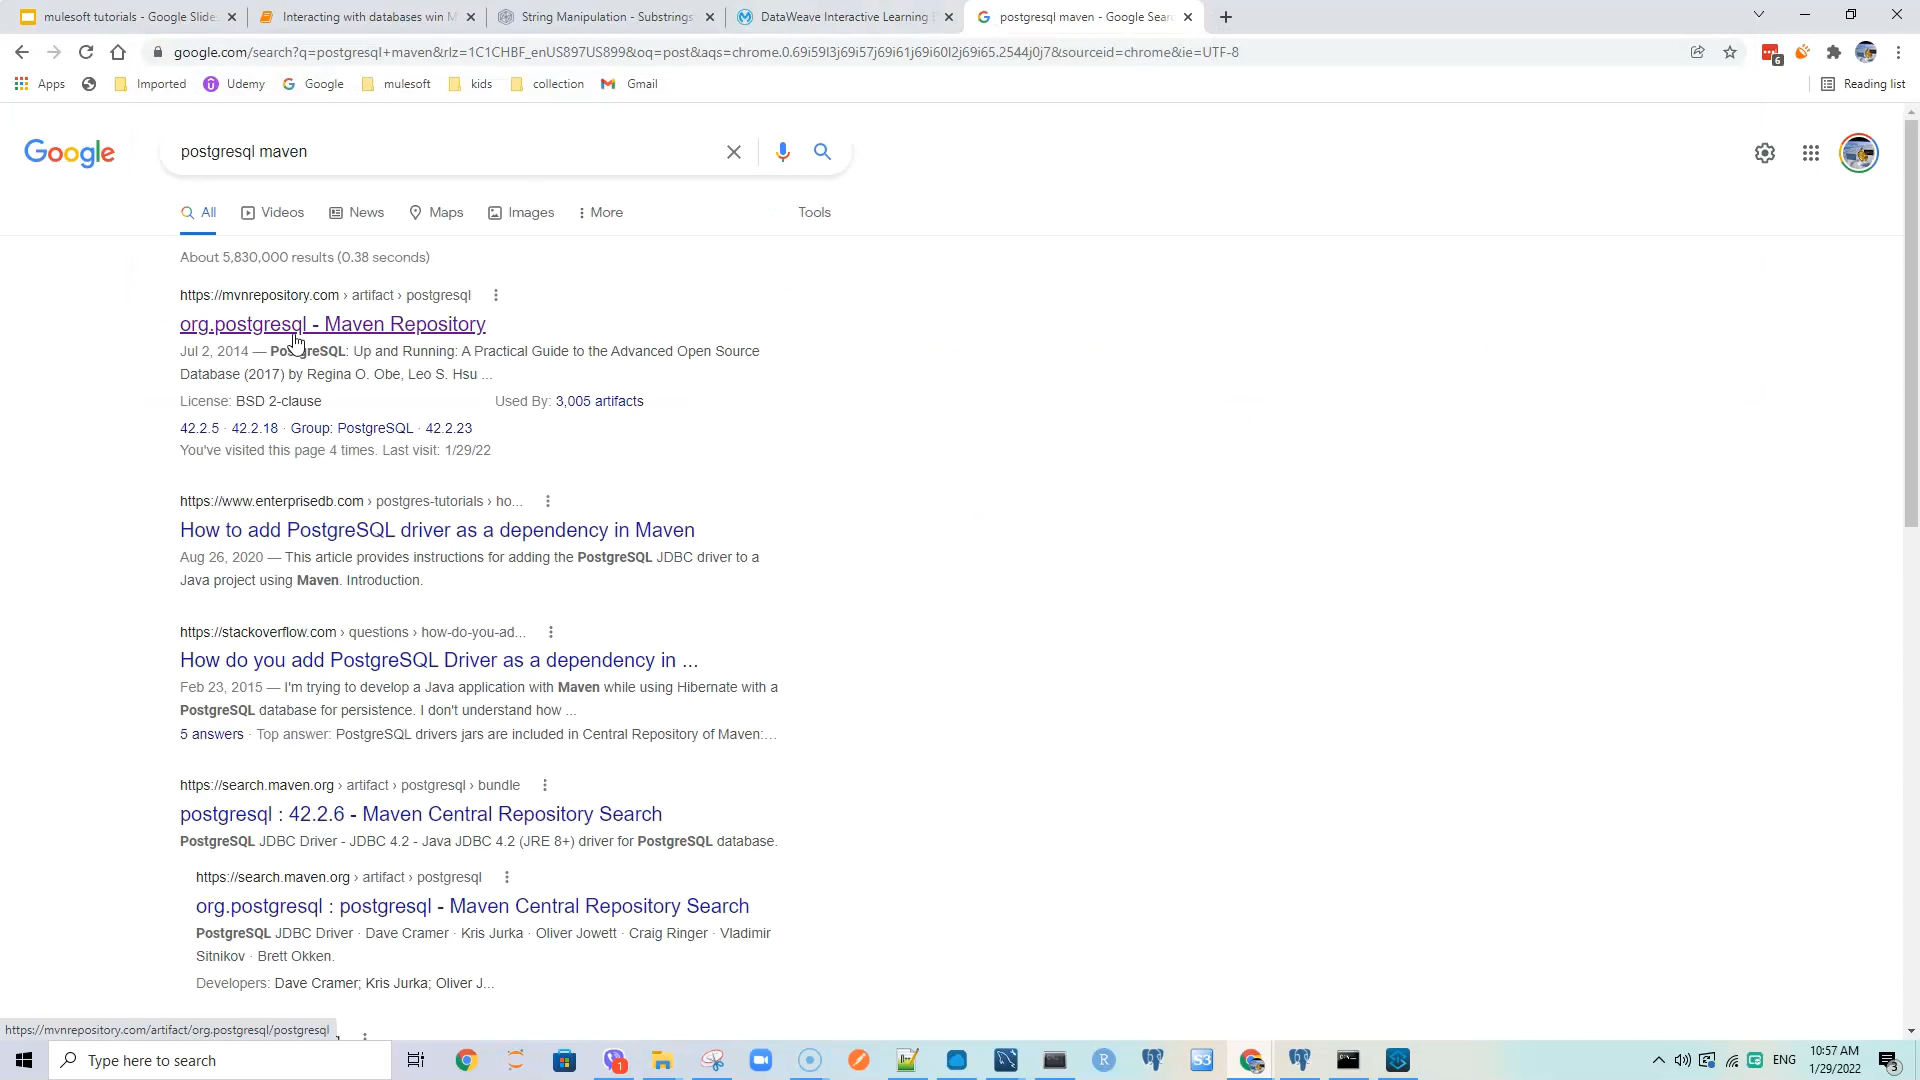 mulesoft tutorials - Google Slide
Interacting with databases win M
String Manipulation - Substrings
DataWeave Interactive Learning
postgresql maven - Google Sear
google.com/search?q=postgresql+maven&rlz=1C1CHBF_enUS897US899&oq=post&aqs=chrome.0.69i59l3j69i57j69i61j69i60l2j69i65.2544j0j7&sourceid=chrome&ie=UTF-8
6
Apps
Imported
Udemy
Google
mulesoft
kids
collection
Gmail
Reading list
Google
postgresql maven
All
Videos
News
Maps
Images
More
Tools
About 5,830,000 results (0.38 seconds)
https://mvnrepository.com › artifact › postgresql
org.postgresql - Maven Repository
Jul 2, 2014 — PostgreSQL: Up and Running: A Practical Guide to the Advanced Open Source
Database (2017) by Regina O. Obe, Leo S. Hsu ...
License: BSD 2-clause
Used By: 3,005 artifacts
42.2.5 · 42.2.18 · Group: PostgreSQL · 42.2.23
You've visited this page 4 times. Last visit: 1/29/22
https://www.enterprisedb.com › postgres-tutorials › ho...
How to add PostgreSQL driver as a dependency in Maven
Aug 26, 2020 — This article provides instructions for adding the PostgreSQL JDBC driver to a
Java project using Maven. Introduction.
https://stackoverflow.com › questions › how-do-you-ad...
How do you add PostgreSQL Driver as a dependency in ...
Feb 23, 2015 — I'm trying to develop a Java application with Maven while using Hibernate with a
PostgreSQL database for persistence. I don't understand how ...
5 answers · Top answer: PostgreSQL drivers jars are included in Central Repository of Maven:...
https://search.maven.org › artifact › postgresql › bundle
postgresql : 42.2.6 - Maven Central Repository Search
PostgreSQL JDBC Driver - JDBC 4.2 - Java JDBC 4.2 (JRE 8+) driver for PostgreSQL database.
https://search.maven.org › artifact › postgresql
org.postgresql : postgresql - Maven Central Repository Search
PostgreSQL JDBC Driver · Dave Cramer · Kris Jurka · Oliver Jowett · Craig Ringer · Vladimir
Sitnikov · Brett Okken.
Developers: Dave Cramer; Kris Jurka; Oliver J...
https://mvnrepository.com/artifact/org.postgresql/postgresql
Type here to search
1
R
S3
ENG
10:57 AM
1/29/2022
3